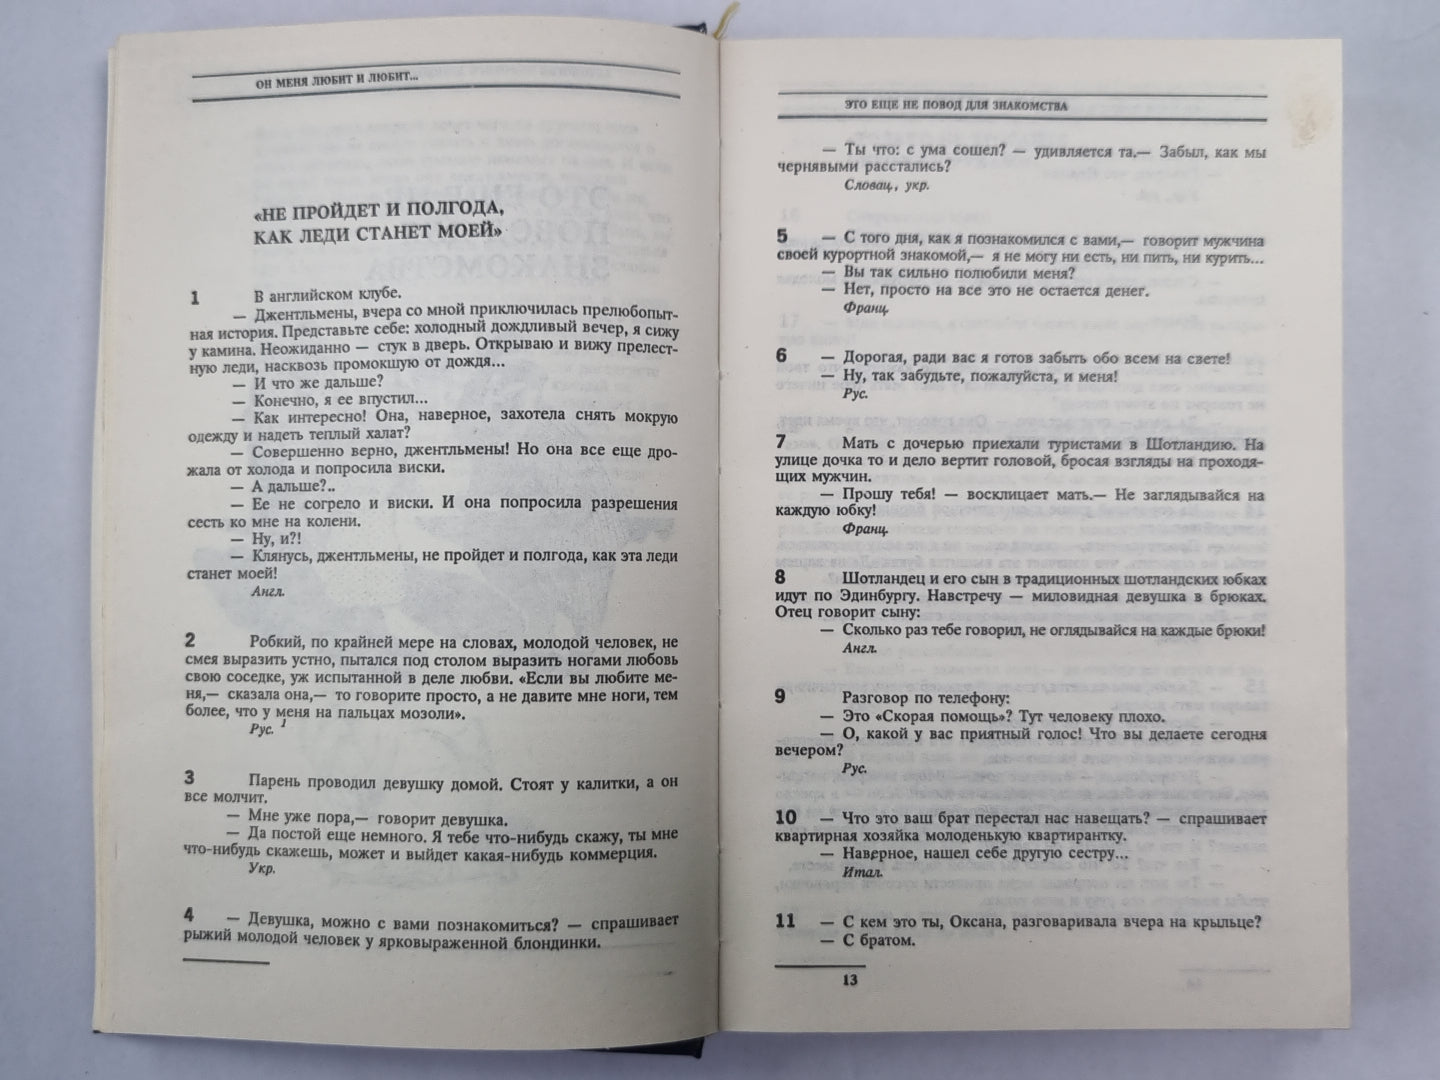 ОН МЕНЯ ЛЮБИТ И ЛЮБИТ...
«НЕ ПРОЙДЕТ И ПОЛГОДА,
КАК ЛЕДИ СТАНЕТ МОЕЙ»
1 В английском клубе.
— Джентльмены, вчера со мной приключилась прелюбопыт-
ная история. Представьте себе: холодный дождливый вечер, я сижу
у камина. Неожиданно — стук в дверь. Открываю и вижу прелест-
ную леди, насквозь промокшую от дождя...
— И что же дальше?
— Конечно, я ее впустил...
— Как интересно! Она, наверное, захотела снять мокрую
одежду и надеть теплый халат?
— Совершенно верно, джентльмены! Но она все еще дро-
жала от холода и попросила виски.
— А дальше?..
— Ее не согрело и виски. И она попросила разрешения
сесть ко мне на колени.
— Ну, и?!
— Клянусь, джентльмены, не пройдет и полгода, как эта леди
станет моей!
Англ.
2 Робкий, по крайней мере на словах, молодой человек, не
смея выразить устно, пытался под столом выразить ногами любовь
свою соседке, уж испытанной в деле любви. «Если вы любите ме-
ня,— сказала она,— то говорите просто, а не давите мне ноги, тем
более, что у меня на пальцах мозоли».
Рус. 1
3 Парень проводил девушку домой. Стоят у калитки, а он
все молчит.
— Мне уже пора,— говорит девушка.
— Да постой еще немного. Я тебе что-нибудь скажу, ты мне
что-нибудь скажешь, может и выйдет какая-нибудь коммерция.
Укр.
4 — Девушка, можно с вами познакомиться? — спрашивает
рыжий молодой человек у ярковыраженной блондинки.
ЭТО ЕЩЕ НЕ ПОВОД ДЛЯ ЗНАКОМСТВА
— Ты что: с ума сошел? — удивляется та.— Забыл, как мы
чернявыми расстались?
Словац., укр.
5 — С того дня, как я познакомился с вами,— говорит мужчина
своей курортной знакомой,— я не могу ни есть, ни пить, ни курить...
— Вы так сильно полюбили меня?
— Нет, просто на все это не остается денег.
Франц.
6 — Дорогая, ради вас я готов забыть обо всем на свете!
— Ну, так забудьте, пожалуйста, и меня!
Рус.
7 Мать с дочерью приехали туристами в Шотландию. На
улице дочка то и дело вертит головой, бросая взгляды на проходя-
щих мужчин.
— Прошу тебя! — восклицает мать.— Не заглядывайся на
каждую юбку!
Франц.
8 Шотландец и его сын в традиционных шотландских юбках
идут по Эдинбургу. Навстречу — миловидная девушка в брюках.
Отец говорит сыну:
— Сколько раз тебе говорил, не оглядывайся на каждые брюки!
Англ.
9 Разговор по телефону:
— Это «Скорая помощь»? Тут человеку плохо.
— О, какой у вас приятный голос! Что вы делаете сегодня
вечером?
Рус.
10 — Что это ваш брат перестал нас навещать? — спрашивает
квартирная хозяйка молоденькую квартирантку.
— Наверное, нашел себе другую сестру...
Итал.
11 — С кем это ты, Оксана, разговаривала вчера на крыльце?
— С братом.
13